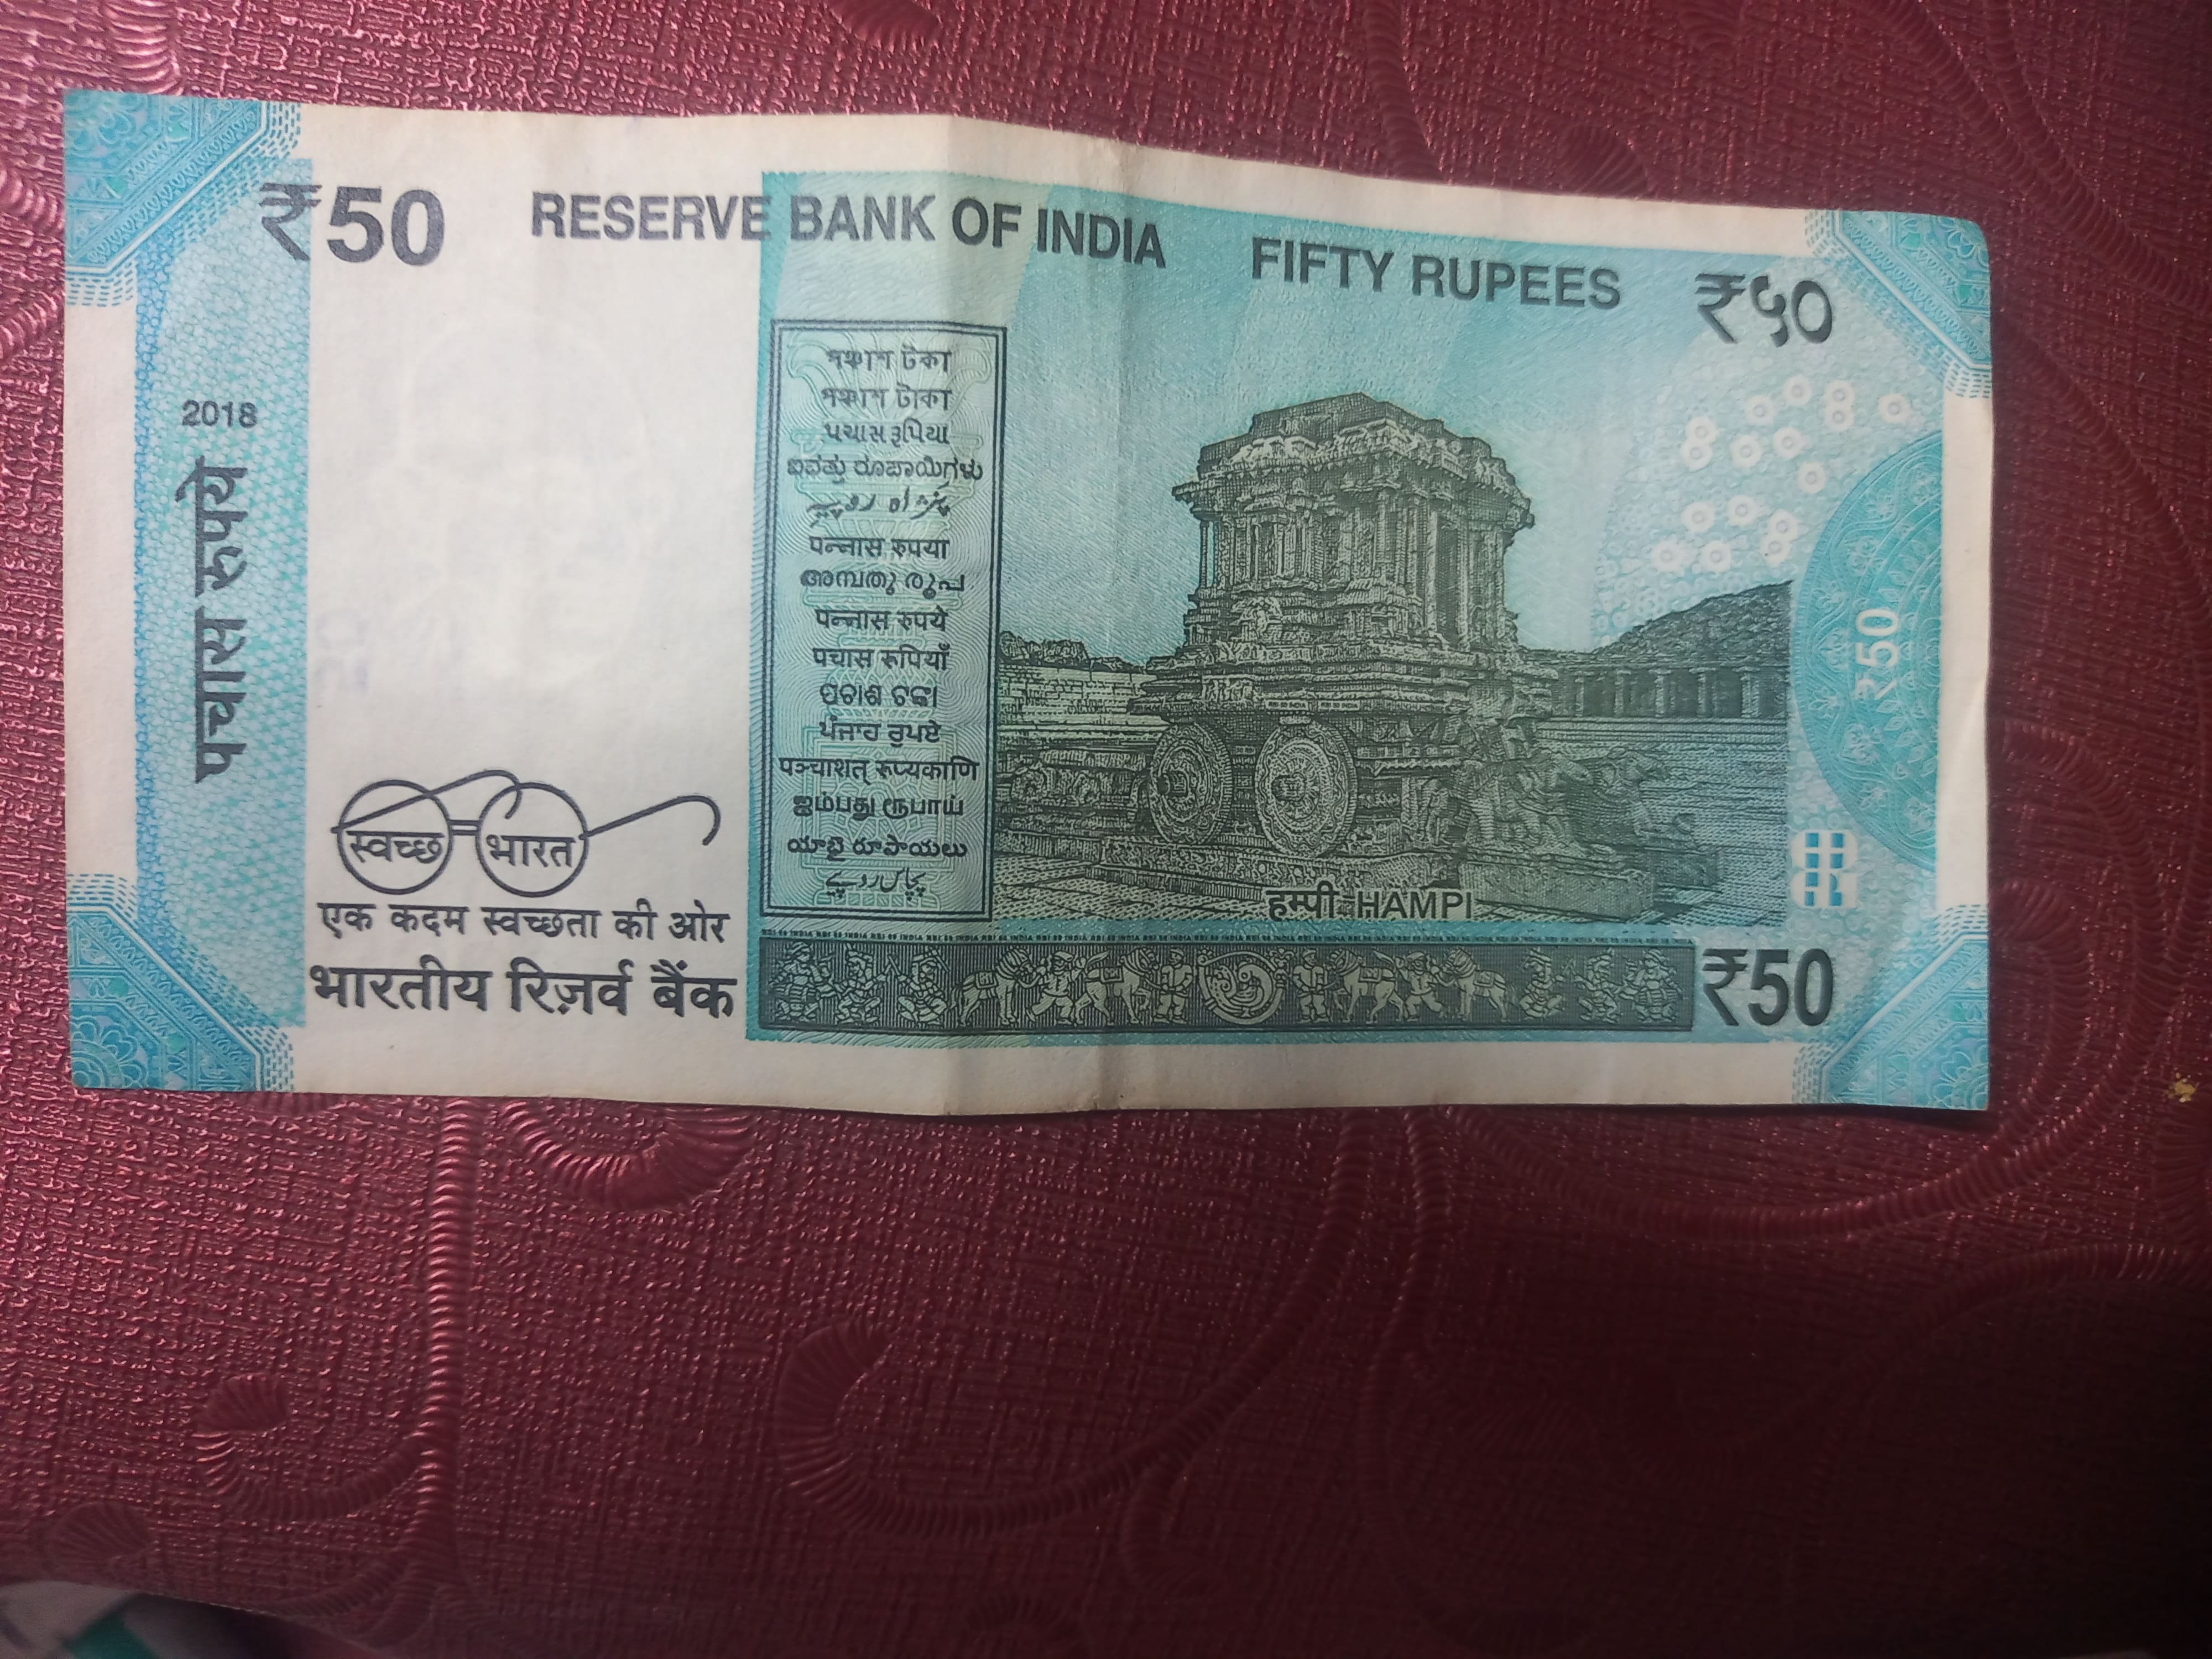 ₹50 RESERVE BANK OF INDIA FIFTY RUPEES ₹५०
2018
पचास रुपये
পঞ্চাশ টকা
পঞ্চাশ টাকা
પચાસ રૂપિયા
ಐವತ್ತು ರೂಪಾಯಿಗಳು
پَنٛژاہ روپیہِ
पन्नास रुपया
അമ്പതു രൂപ
पन्नास रुपये
पचास रूपियाँ
ପଚାଶ ଟଙ୍କା
ਪੰਜਾਹ ਰੁਪਏ
पञ्चाशत् रूप्यकाणि
ஐம்பது ரூபாய்
యాభై రూపాయలు
پچاس روپے
₹50
स्वच्छ भारत
एक कदम स्वच्छता की ओर
भारतीय रिज़र्व बैंक
हम्पी HAMPI
₹50